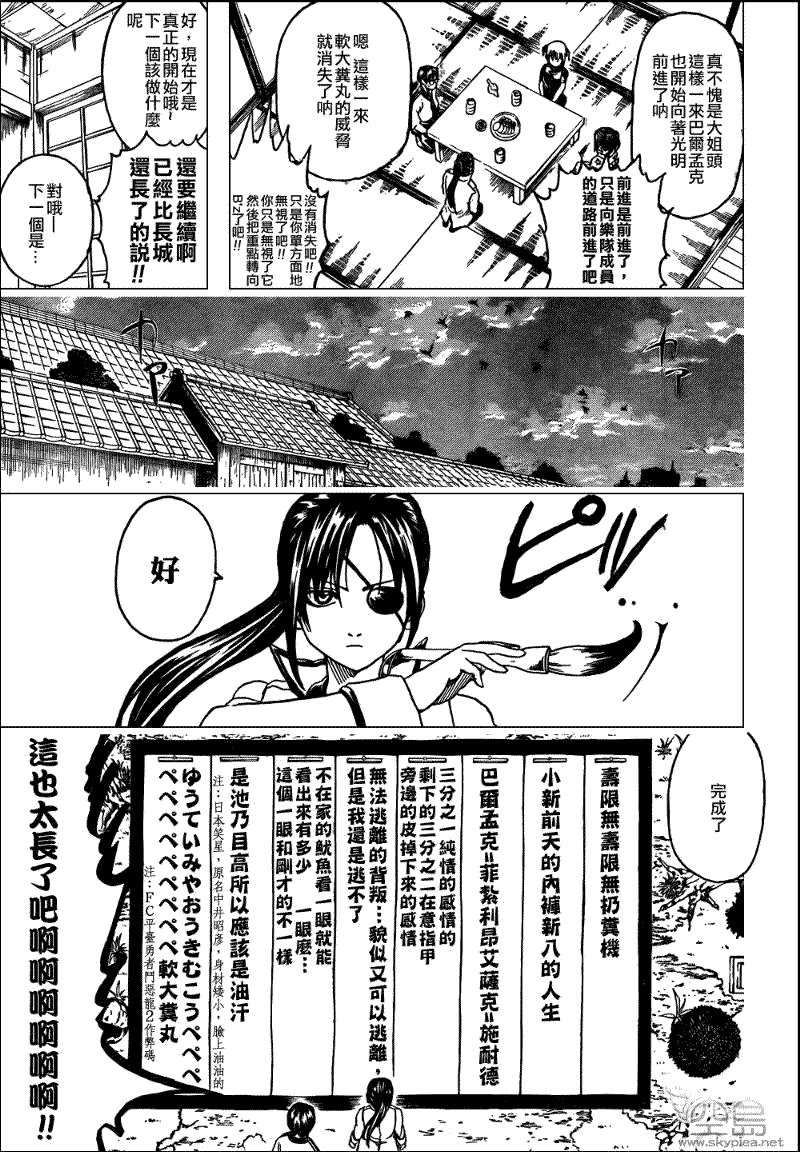 真不愧是大姐頭
這樣一來巴爾孟克
也開始向著光明
前進了吶
前進是前進了，
只是向樂隊成員
的道路前進了吧
嗯 這樣一來
軟大糞丸的威脅
就消失了吶
沒有消失吧!!
只是你單方面地
無視了吧!!
你只是無視了它
然後把重點轉向
B'z了吧!!
好，現在才是
真正的開始哦~
下一個該做什麼
呢
還要繼續啊
已經比長城
還長了的說!!
對哦—
下一個是…
カァ
カァ
カァ
ピッ
好
完成了
壽限無壽限無扔糞機
小新前天的內褲新八的人生
巴爾孟克=菲紮利昂艾薩克=施耐德
三分之一純情的感情的
剩下的三分之二在意指甲
旁邊的皮掉下來的感情
無法逃離的背叛…貌似又可以逃離，
但是我還是逃不了
不在家的魷魚看一眼就能
看出來有多少 一眼麼…
這個一眼和剛才的不一樣
是池乃目高所以應該是油汗
注：日本笑星，原名中井昭彥，身材矮小，臉上油油的
ゆうていみやおうきむこうぺぺぺ
ぺぺぺぺぺぺぺぺぺ軟大糞丸
注：FC平臺勇者鬥惡龍2作弊碼
這也太長了吧啊啊啊啊啊啊!!
空島
www.skypiea.net